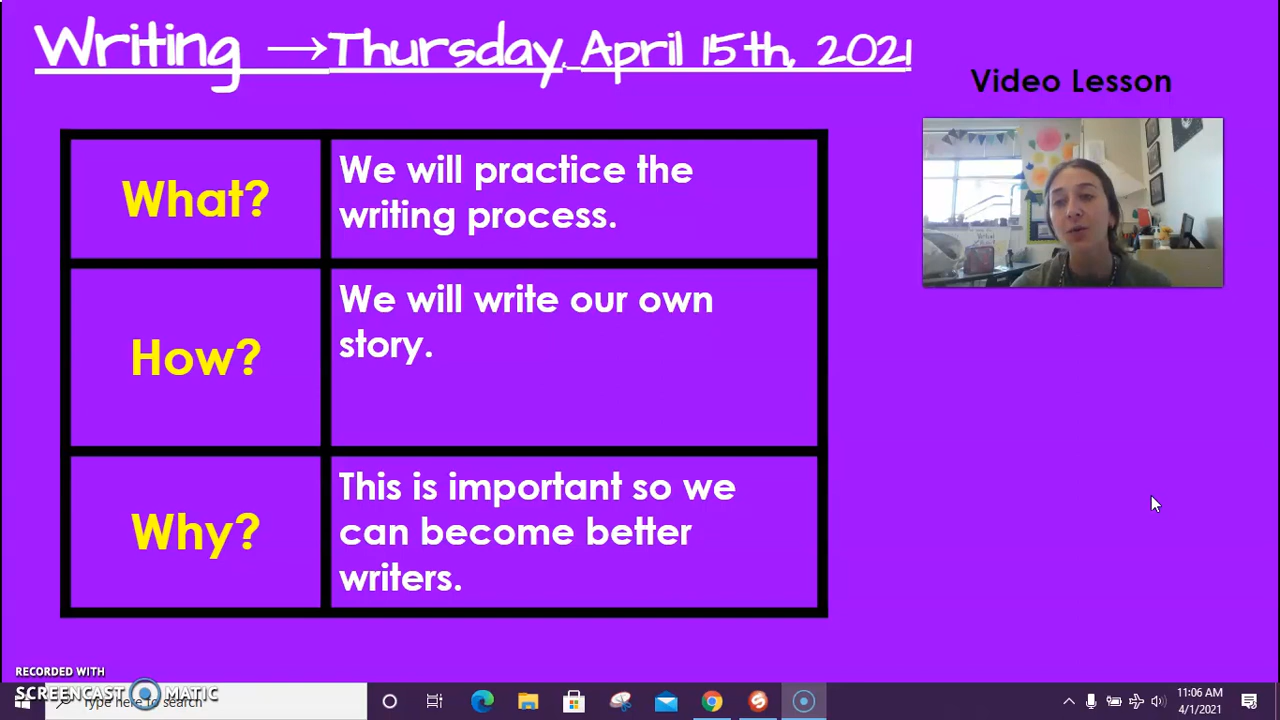 Writing →Thursday, April 15th, 2021
Video Lesson
What?
We will practice the
writing process.
How?
We will write our own
story.
Why?
This is important so we
can become better
writers.
RECORDED WITH
SCREENCAST MATIC
Type here to search
11:06 AM
4/1/2021